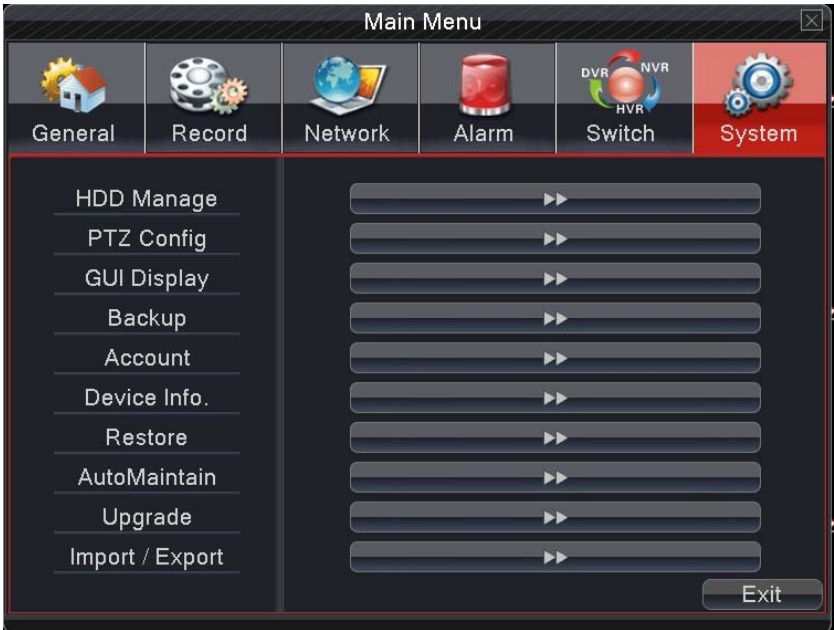 Main Menu
DVR NVR
HVR
General Record Network Alarm Switch System
HDD Manage
PTZ Config
GUI Display
Backup
Account
Device Info.
Restore
AutoMaintain
Upgrade
Import / Export
Exit